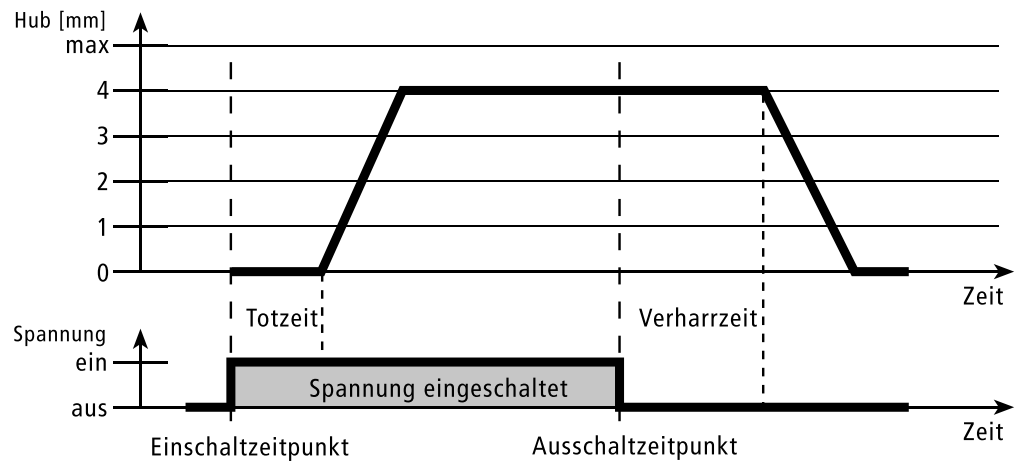 Hub [mm]
max
4
3
2
1
0
Zeit
Totzeit
Verharrzeit
Spannung
ein
Spannung eingeschaltet
aus
Zeit
Einschaltzeitpunkt
Ausschaltzeitpunkt